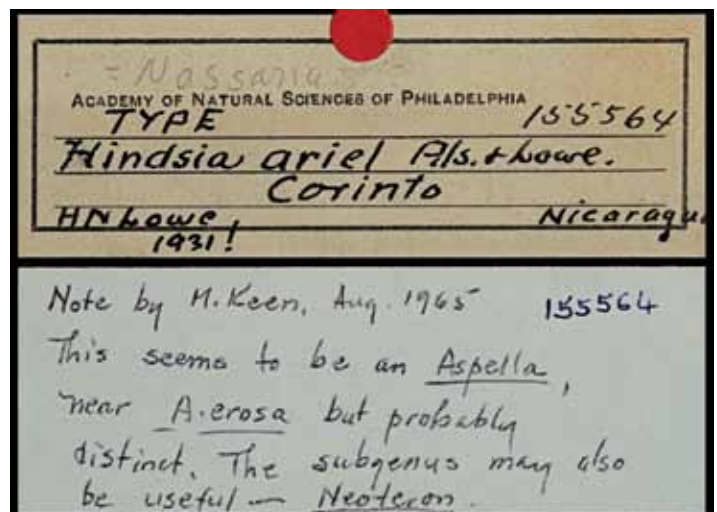 = Nassaria
ACADEMY OF NATURAL SCIENCES OF PHILADELPHIA
TYPE 155564
Hindsia ariel Pls. & Lowe.
Corinto
HN Lowe Nicaragu
1931!
Note by M. Keen, Aug. 1965 155564
This seems to be an Aspella,
near A. erosa but probably
distinct. The subgenus may also
be useful — Neoteron.